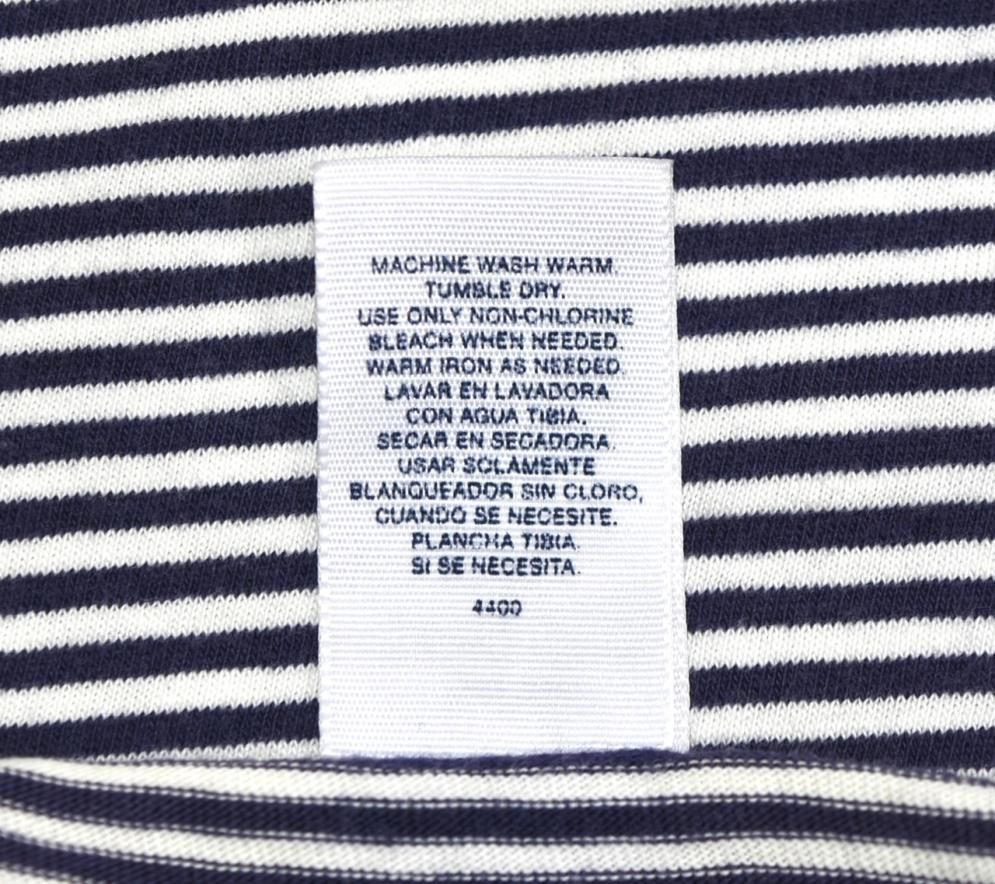 MACHINE WASH WARM.
TUMBLE DRY.
USE ONLY NON-CHLORINE
BLEACH WHEN NEEDED.
WARM IRON AS NEEDED.
LAVAR EN LAVADORA
CON AGUA TIBIA.
SECAR EN SECADORA.
USAR SOLAMENTE
BLANQUEADOR SIN CLORO,
CUANDO SE NECESITE.
PLANCHA TIBIA.
SI SE NECESITA.
4400